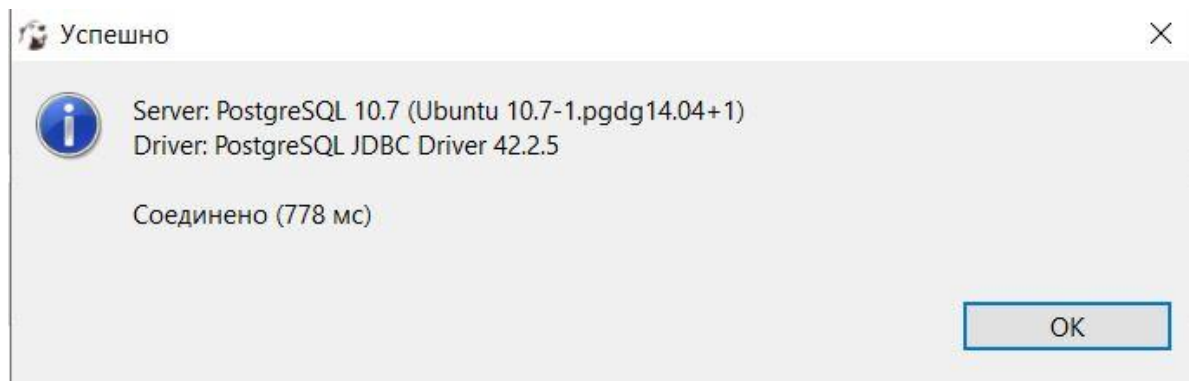 Успешно
Server: PostgreSQL 10.7 (Ubuntu 10.7-1.pgdg14.04+1)
Driver: PostgreSQL JDBC Driver 42.2.5
Соединено (778 мс)
OK